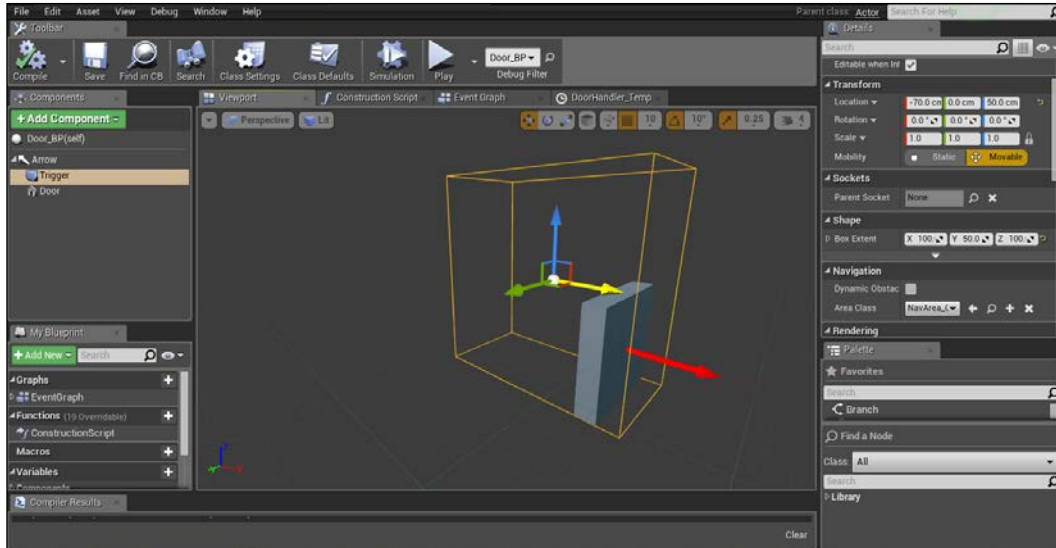 File Edit Asset View Debug Window Help
Parent class: Actor Search For Help
Toolbar
Compile Save Find in CB Search Class Settings Class Defaults Simulation Play
Door_BP
Debug Filter
Components
+ Add Component
Door_BP(self)
Arrow
Trigger
Door
My Blueprint
+ Add New Search
Graphs
EventGraph
Functions (19 Overridable)
ConstructionScript
Macros
Variables
Components
Viewport Construction Script Event Graph DoorHandler_Temp
Perspective Lit
10 10° 0.25 4
Compiler Results
Clear
Details
Search
Editable when Inh
Transform
Location -70.0 cm 0.0 cm 50.0 cm
Rotation 0.0° 0.0° 0.0°
Scale 1.0 1.0 1.0
Mobility Static Movable
Sockets
Parent Socket None
Shape
Box Extent X 100. Y 50.0 Z 100.
Navigation
Dynamic Obstac
Area Class NavArea_
Rendering
Palette
Favorites
Search
Branch
Find a Node
Class: All
Search
Library